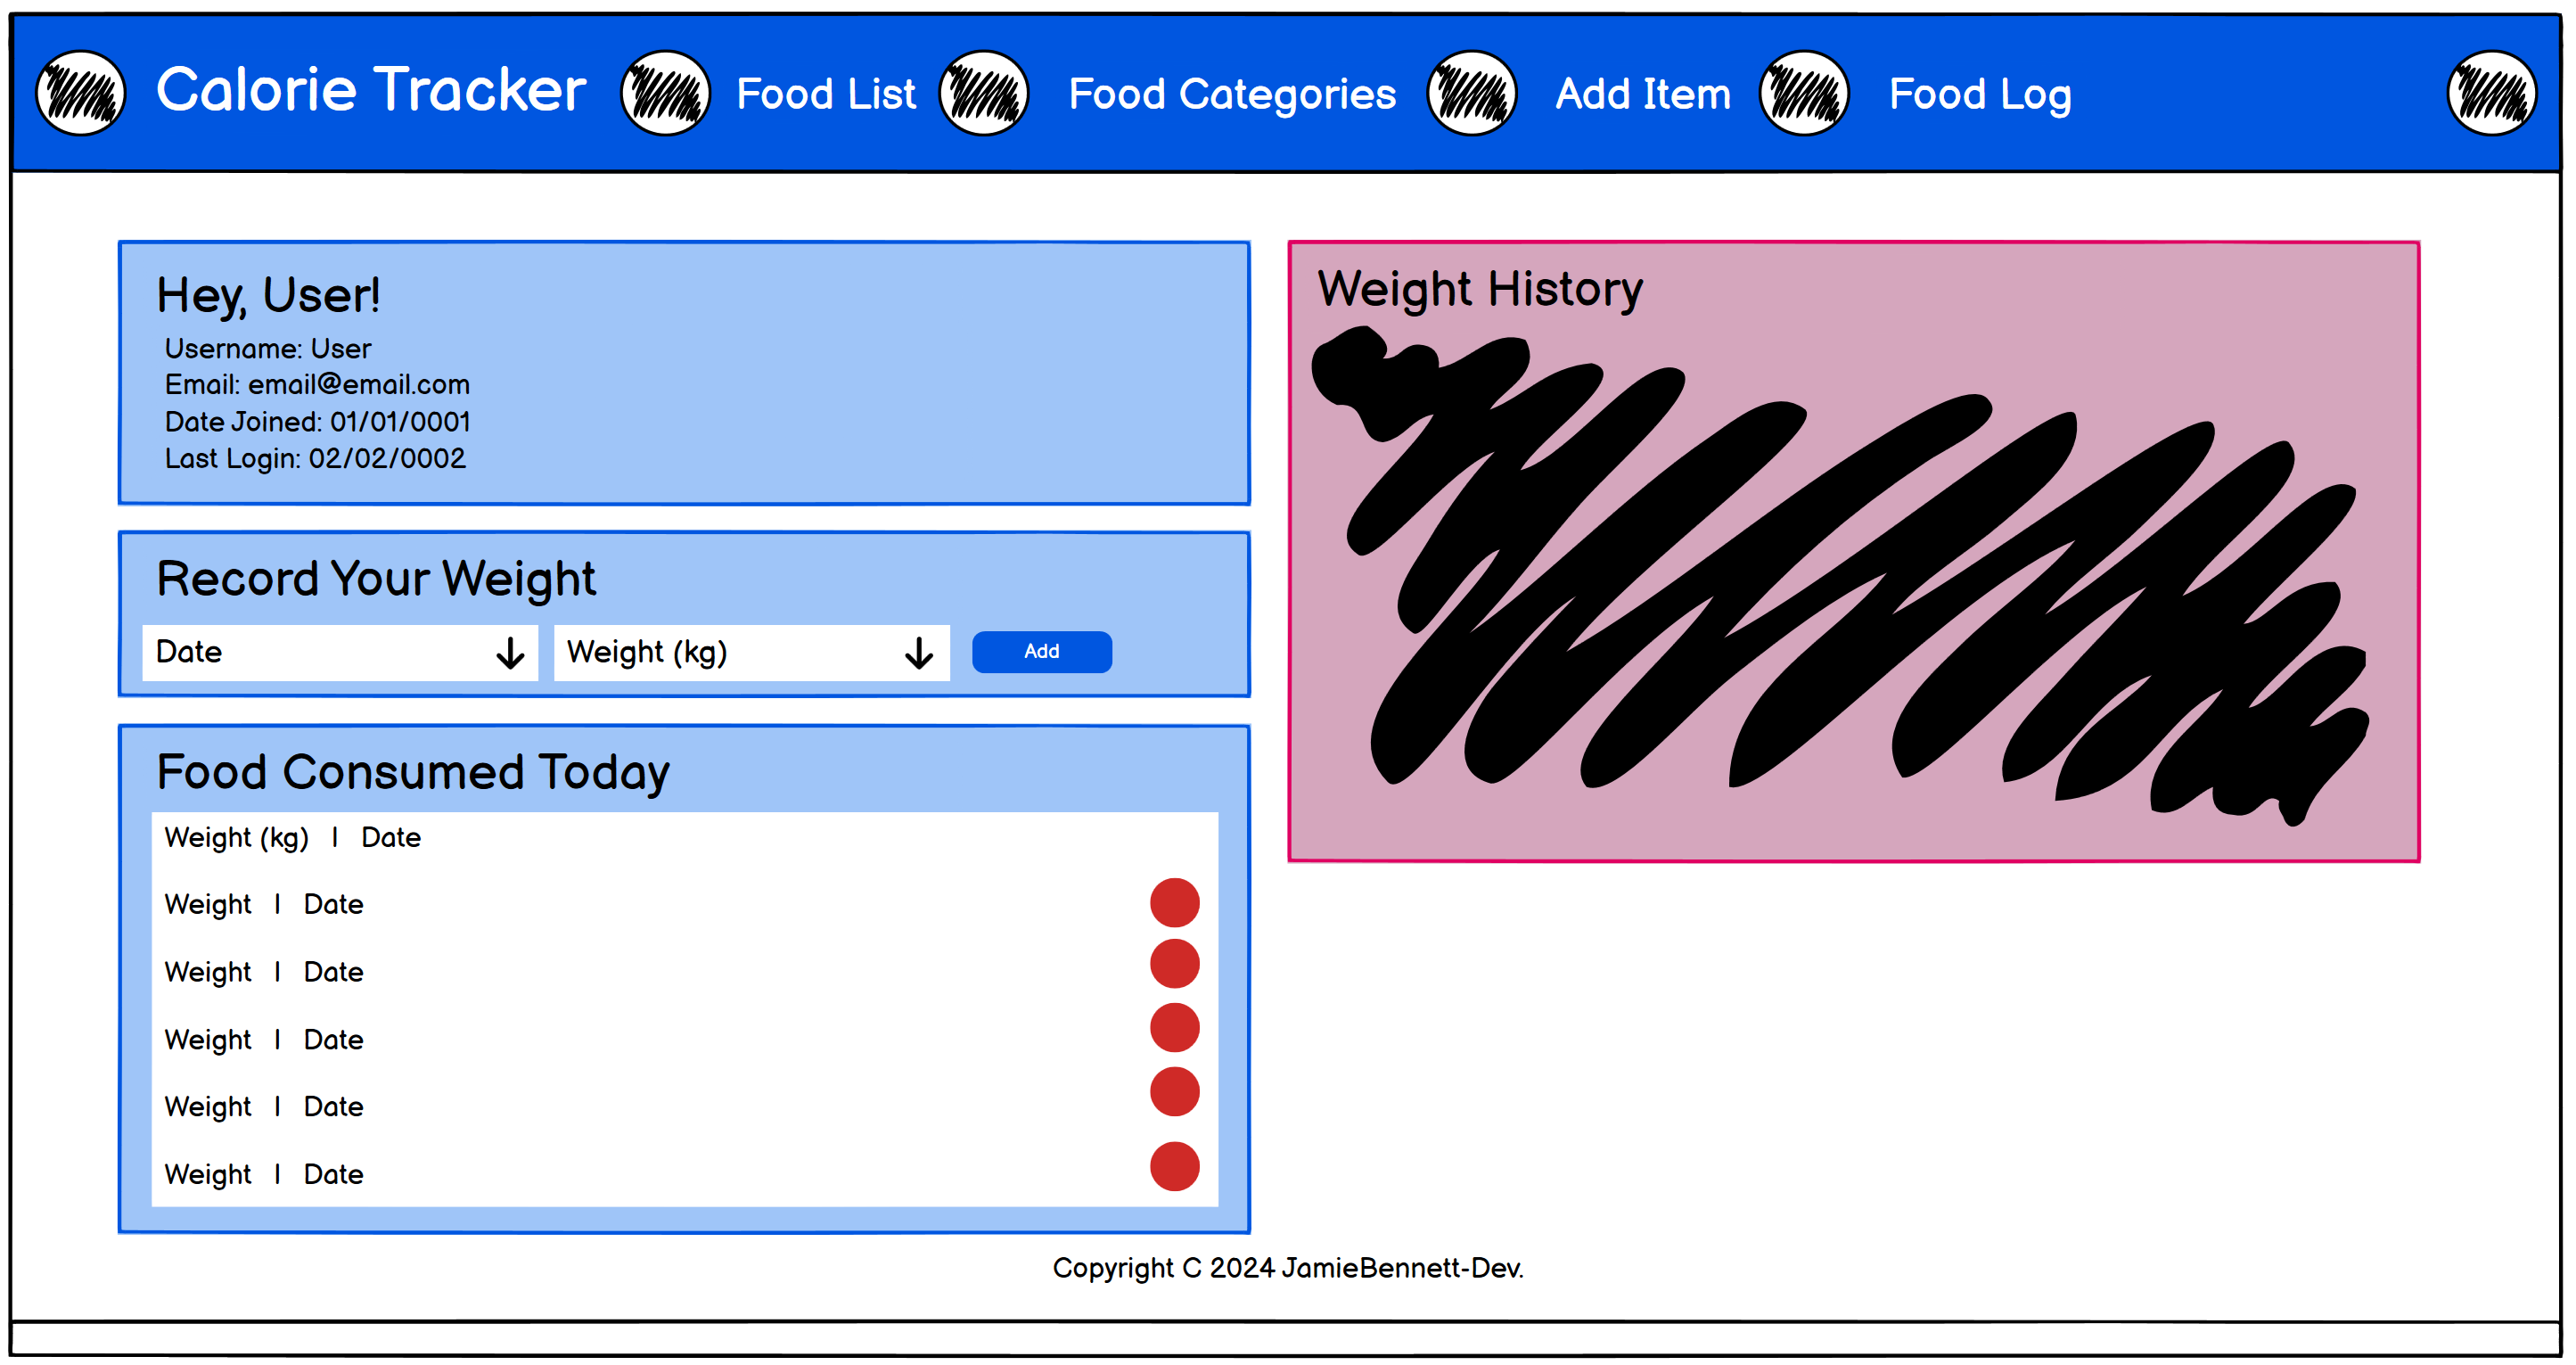 Calorie Tracker Food List Food Categories Add Item Food Log
Hey, User!
Username: User
Email: email@email.com
Date Joined: 01/01/0001
Last Login: 02/02/0002
Record Your Weight
Date Weight (kg) Add
Food Consumed Today
Weight (kg) | Date
Weight | Date
Weight | Date
Weight | Date
Weight | Date
Weight | Date
Weight History
Copyright C 2024 JamieBennett-Dev.